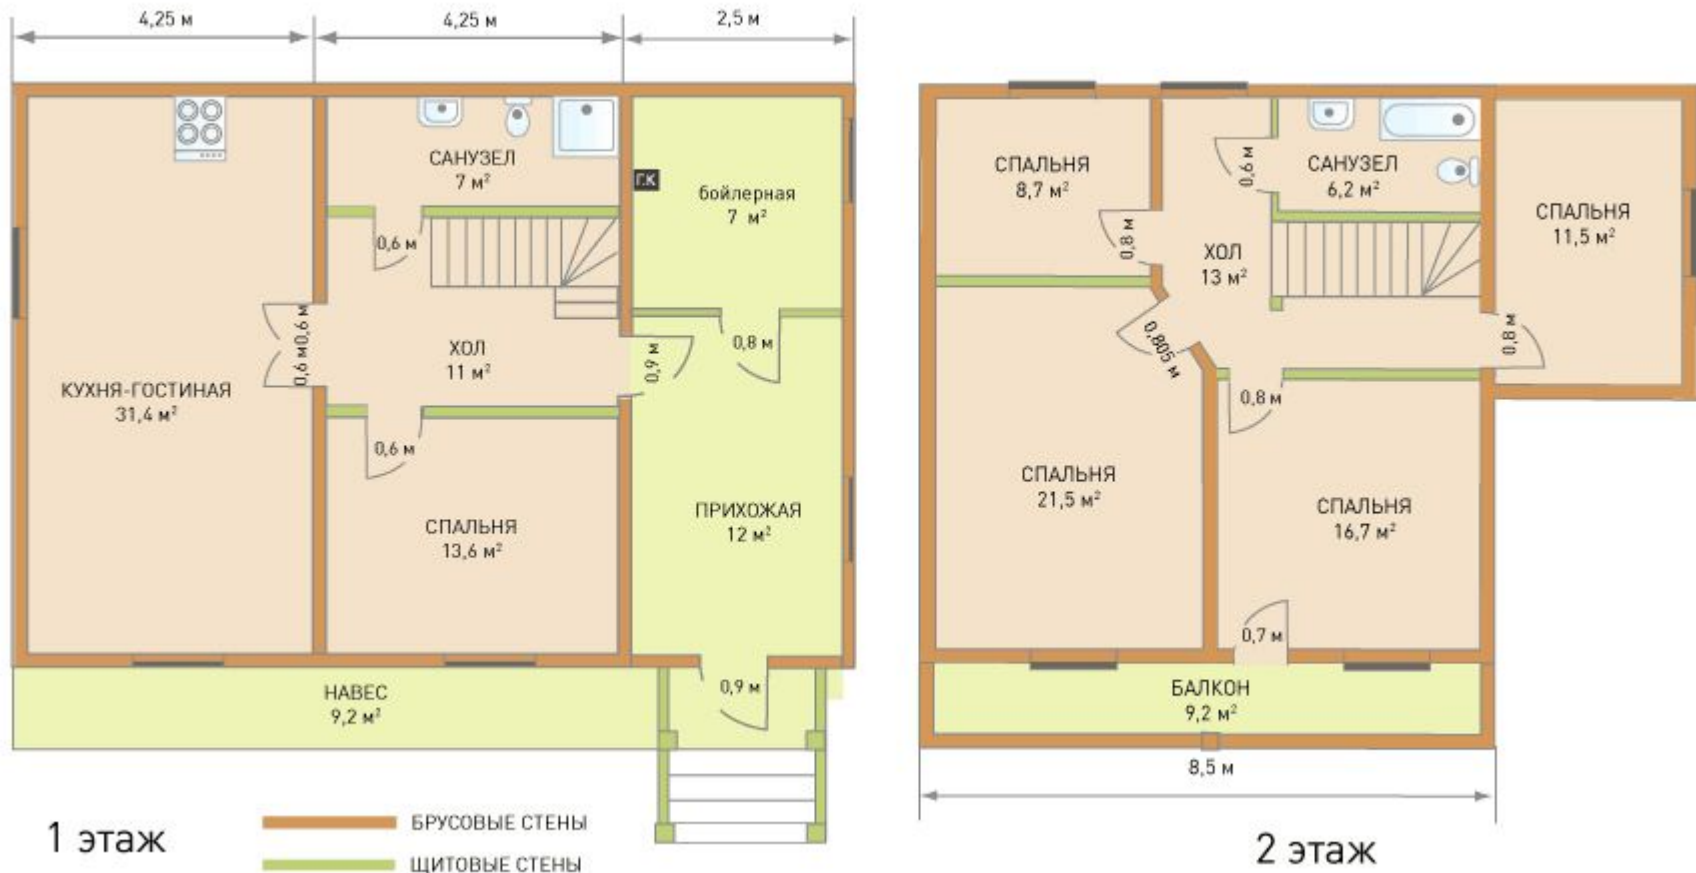 4,25 м
4,25 м
2,5 м
САНУЗЕЛ
7 м²
Г.К
бойлерная
7 м²
0,6 м
0,6 м
0,6 м
ХОЛ
11 м²
0,9 м
0,8 м
КУХНЯ-ГОСТИНАЯ
31,4 м²
0,6 м
СПАЛЬНЯ
13,6 м²
ПРИХОЖАЯ
12 м²
НАВЕС
9,2 м²
0,9 м
1 этаж
БРУСОВЫЕ СТЕНЫ
ЩИТОВЫЕ СТЕНЫ
СПАЛЬНЯ
8,7 м²
0,6 м
САНУЗЕЛ
6,2 м²
СПАЛЬНЯ
11,5 м²
0,8 м
ХОЛ
13 м²
0,805 м
0,8 м
0,8 м
СПАЛЬНЯ
21,5 м²
СПАЛЬНЯ
16,7 м²
0,7 м
БАЛКОН
9,2 м²
8,5 м
2 этаж